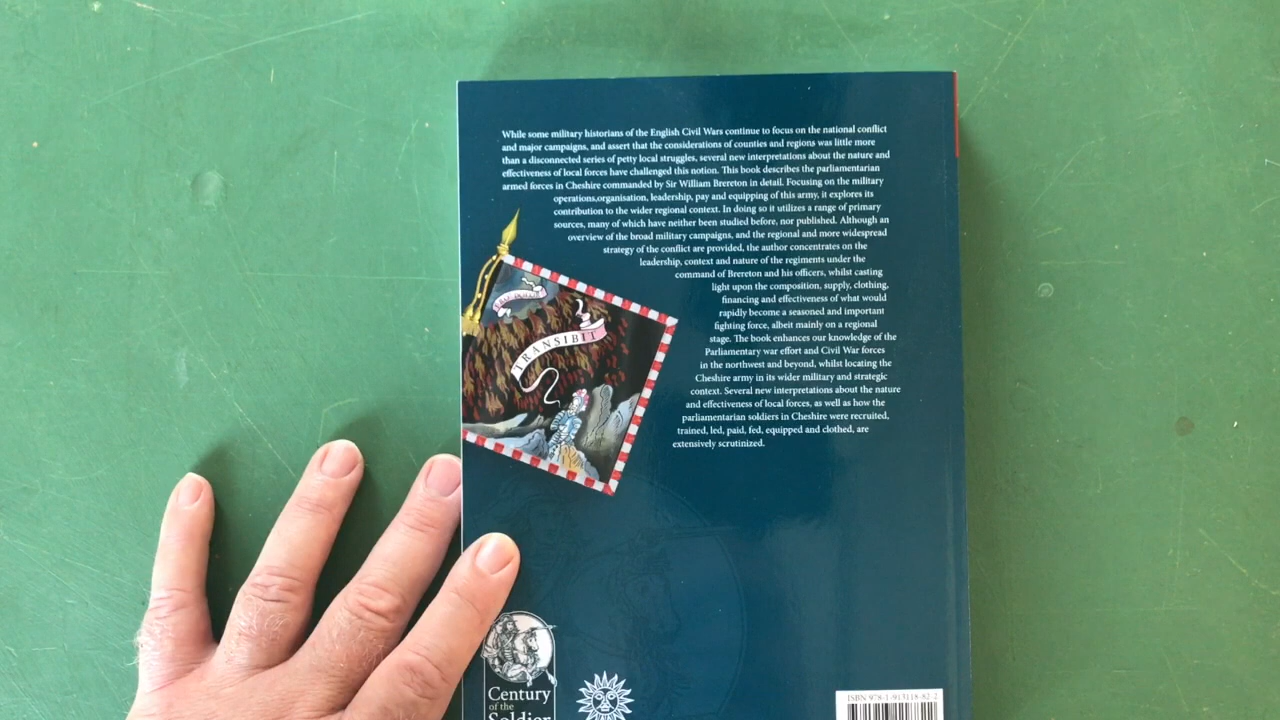 While some military historians of the English Civil Wars continue to focus on the national conflict
and major campaigns, and assert that the considerations of counties and regions was little more
than a disconnected series of petty local struggles, several new interpretations about the nature and
effectiveness of local forces have challenged this notion. This book describes the parliamentarian
armed forces in Cheshire commanded by Sir William Brereton in detail. Focusing on the military
operations,organisation, leadership, pay and equipping of this army, it explores its
contribution to the wider regional context. In doing so it utilizes a range of primary
sources, many of which have neither been studied before, nor published. Although an
overview of the broad military campaigns, and the regional and more widespread
strategy of the conflict are provided, the author concentrates on the
leadership, context and nature of the regiments under the
command of Brereton and his officers, whilst casting
light upon the composition, supply, clothing,
financing and effectiveness of what would
rapidly become a seasoned and important
fighting force, albeit mainly on a regional
stage. The book enhances our knowledge of the
Parliamentary war effort and Civil War forces
in the northwest and beyond, whilst locating the
Cheshire army in its wider military and strategic
context. Several new interpretations about the nature
and effectiveness of local forces, as well as how the
parliamentarian soldiers in Cheshire were recruited,
trained, led, paid, fed, equipped and clothed, are
extensively scrutinized.
TRANSIBIT
Century
of the
Soldier
ISBN 978-1-913118-82-2